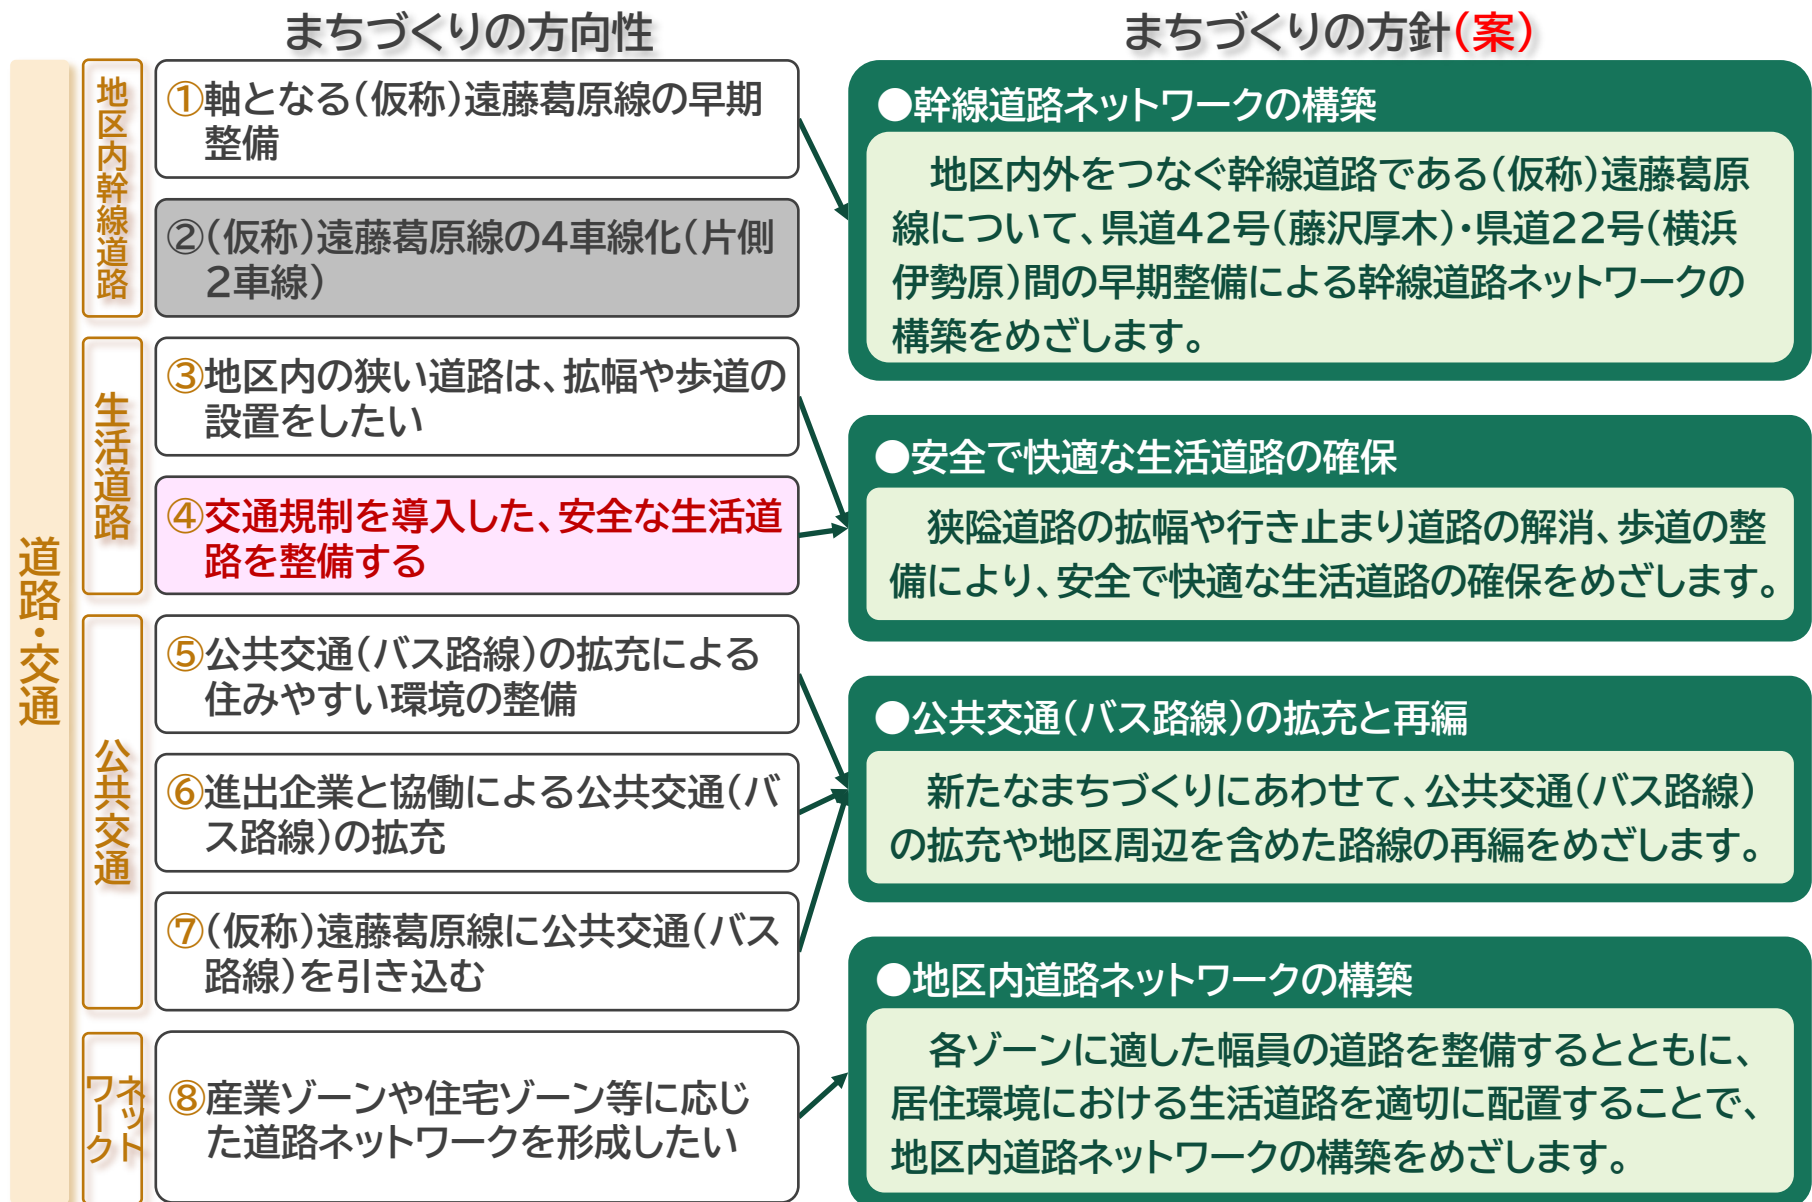 まちづくりの方向性
まちづくりの方針(案)
道路・交通
地区内幹線道路
①軸となる(仮称)遠藤葛原線の早期
整備
②(仮称)遠藤葛原線の4車線化(片側
2車線)
生活道路
③地区内の狭い道路は、拡幅や歩道の
設置をしたい
④交通規制を導入した、安全な生活道
路を整備する
公共交通
⑤公共交通(バス路線)の拡充による
住みやすい環境の整備
⑥進出企業と協働による公共交通(バ
ス路線)の拡充
⑦(仮称)遠藤葛原線に公共交通(バス
路線)を引き込む
ネット
ワーク
⑧産業ゾーンや住宅ゾーン等に応じ
た道路ネットワークを形成したい
●幹線道路ネットワークの構築
地区内外をつなぐ幹線道路である(仮称)遠藤葛原
線について、県道42号(藤沢厚木)・県道22号(横浜
伊勢原)間の早期整備による幹線道路ネットワークの
構築をめざします。
●安全で快適な生活道路の確保
狭隘道路の拡幅や行き止まり道路の解消、歩道の整
備により、安全で快適な生活道路の確保をめざします。
●公共交通(バス路線)の拡充と再編
新たなまちづくりにあわせて、公共交通(バス路線)
の拡充や地区周辺を含めた路線の再編をめざします。
●地区内道路ネットワークの構築
各ゾーンに適した幅員の道路を整備するとともに、
居住環境における生活道路を適切に配置することで、
地区内道路ネットワークの構築をめざします。